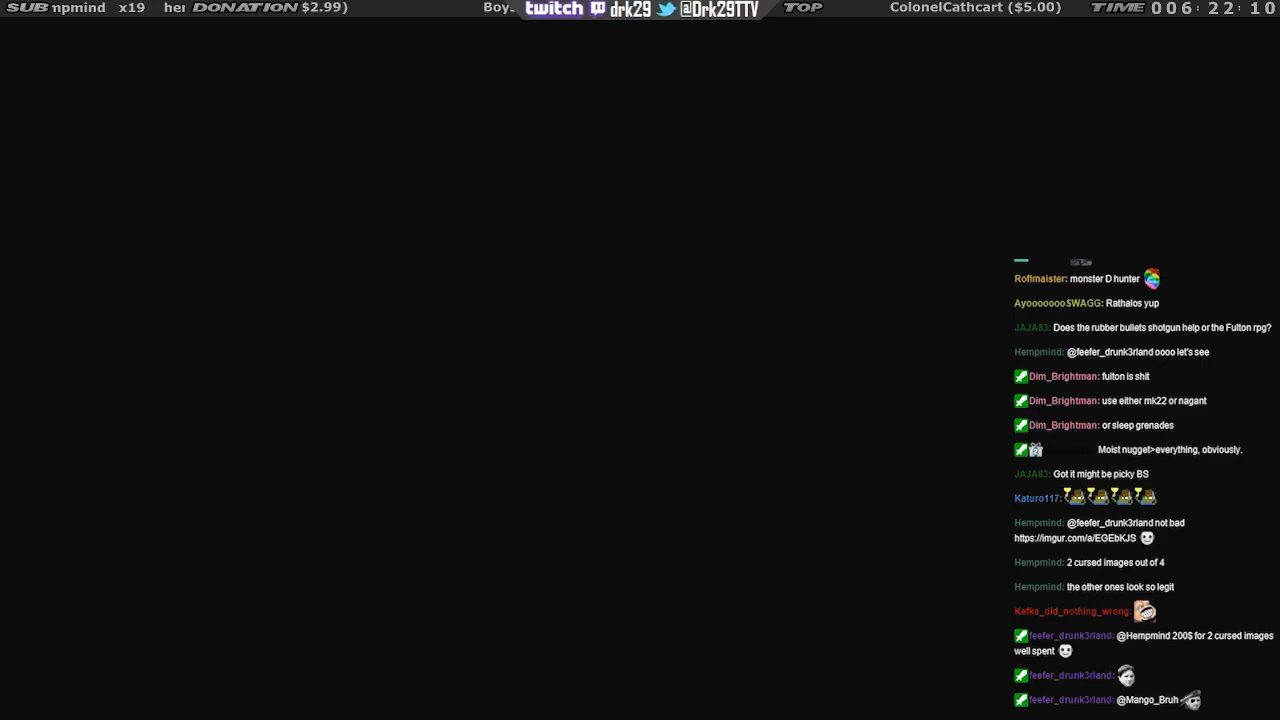 SUB npmind x19 her DONATION $2.99) Boy. twitch drk29 @Drk29TTV TOP ColonelCathcart ($5.00) TIME 006:22:10
Roflmaister: monster D hunter
AyoooooooSWAGG: Rathalos yup
JAJA83: Does the rubber bullets shotgun help or the Fulton rpg?
Hempmind: @feefer_drunk3rland oooo let's see
Dim_Brightman: fulton is shit
Dim_Brightman: use either mk22 or nagant
Dim_Brightman: or sleep grenades
Moist nugget>everything, obviously.
JAJA83: Got it might be picky BS
Katuro117:
Hempmind: @feefer_drunk3rland not bad
https://imgur.com/a/EGEbKJS
Hempmind: 2 cursed images out of 4
Hempmind: the other ones look so legit
Kefka_did_nothing_wrong:
feefer_drunk3rland: @Hempmind 200$ for 2 cursed images
well spent
feefer_drunk3rland:
feefer_drunk3rland: @Mango_Bruh